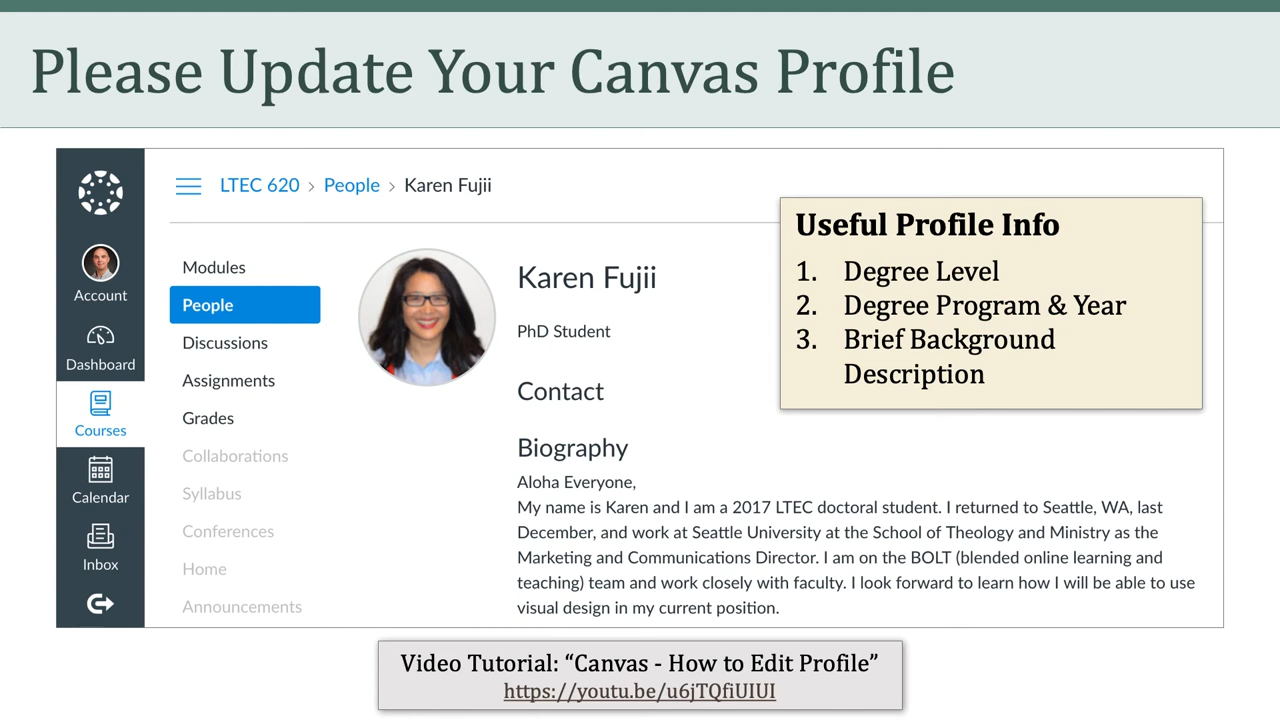 Please Update Your Canvas Profile
LTEC 620 > People > Karen Fujii
Account
Dashboard
Courses
Calendar
Inbox
Modules
People
Discussions
Assignments
Grades
Collaborations
Syllabus
Conferences
Home
Announcements
Karen Fujii
PhD Student
Contact
Biography
Aloha Everyone,
My name is Karen and I am a 2017 LTEC doctoral student. I returned to Seattle, WA, last
December, and work at Seattle University at the School of Theology and Ministry as the
Marketing and Communications Director. I am on the BOLT (blended online learning and
teaching) team and work closely with faculty. I look forward to learn how I will be able to use
visual design in my current position.
Useful Profile Info
1. Degree Level
2. Degree Program & Year
3. Brief Background
Description
Video Tutorial: “Canvas - How to Edit Profile”
https://youtu.be/u6jTQfiUIUI